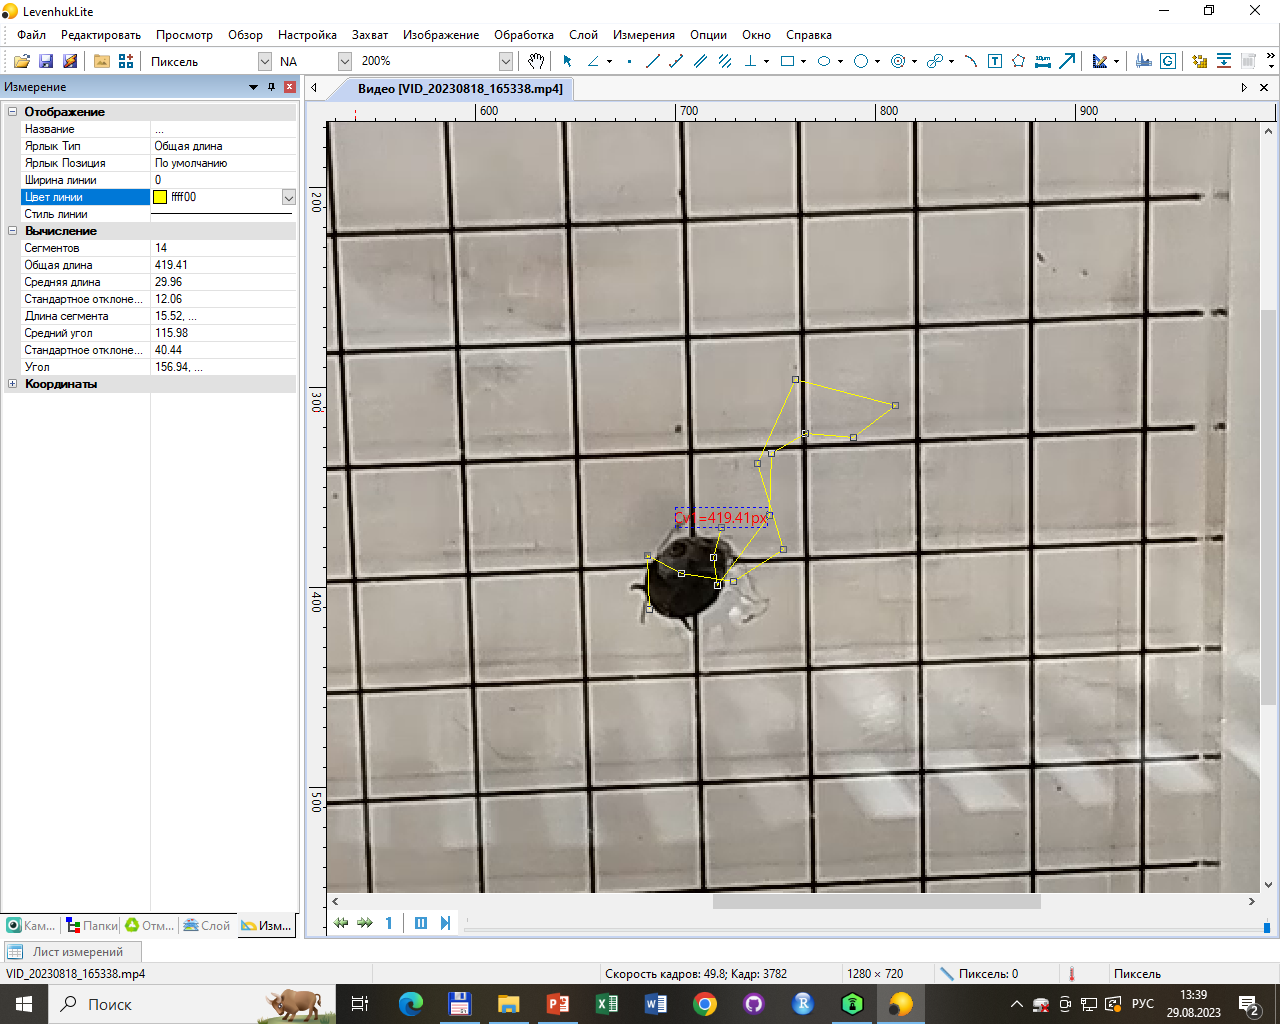 LevenhukLite
Файл Редактировать Просмотр Обзор Настройка Захват Изображение Обработка Слой Измерения Опции Окно Справка
Пиксель NA 200%
Измерение
Видео [VID_20230818_165338.mp4]
600 700 800 900
Отображение
Название ...
Ярлык Тип Общая длина
Ярлык Позиция По умолчанию
Ширина линии 0
Цвет линии ffff00
Стиль линии
Вычисление
Сегментов 14
Общая длина 419.41
Средняя длина 29.96
Стандартное отклоне... 12.06
Длина сегмента 15.52, ...
Средний угол 115.98
Стандартное отклоне... 40.44
Угол 156.94, ...
Координаты
200
300
400
500
Cv1=419.41px
1
Кам... Папки Отм... Слой Изм...
Лист измерений
VID_20230818_165338.mp4 Скорость кадров: 49.8; Кадр: 3782 1280 × 720 Пиксель: 0 Пиксель
Поиск
РУС
13:39
29.08.2023
2